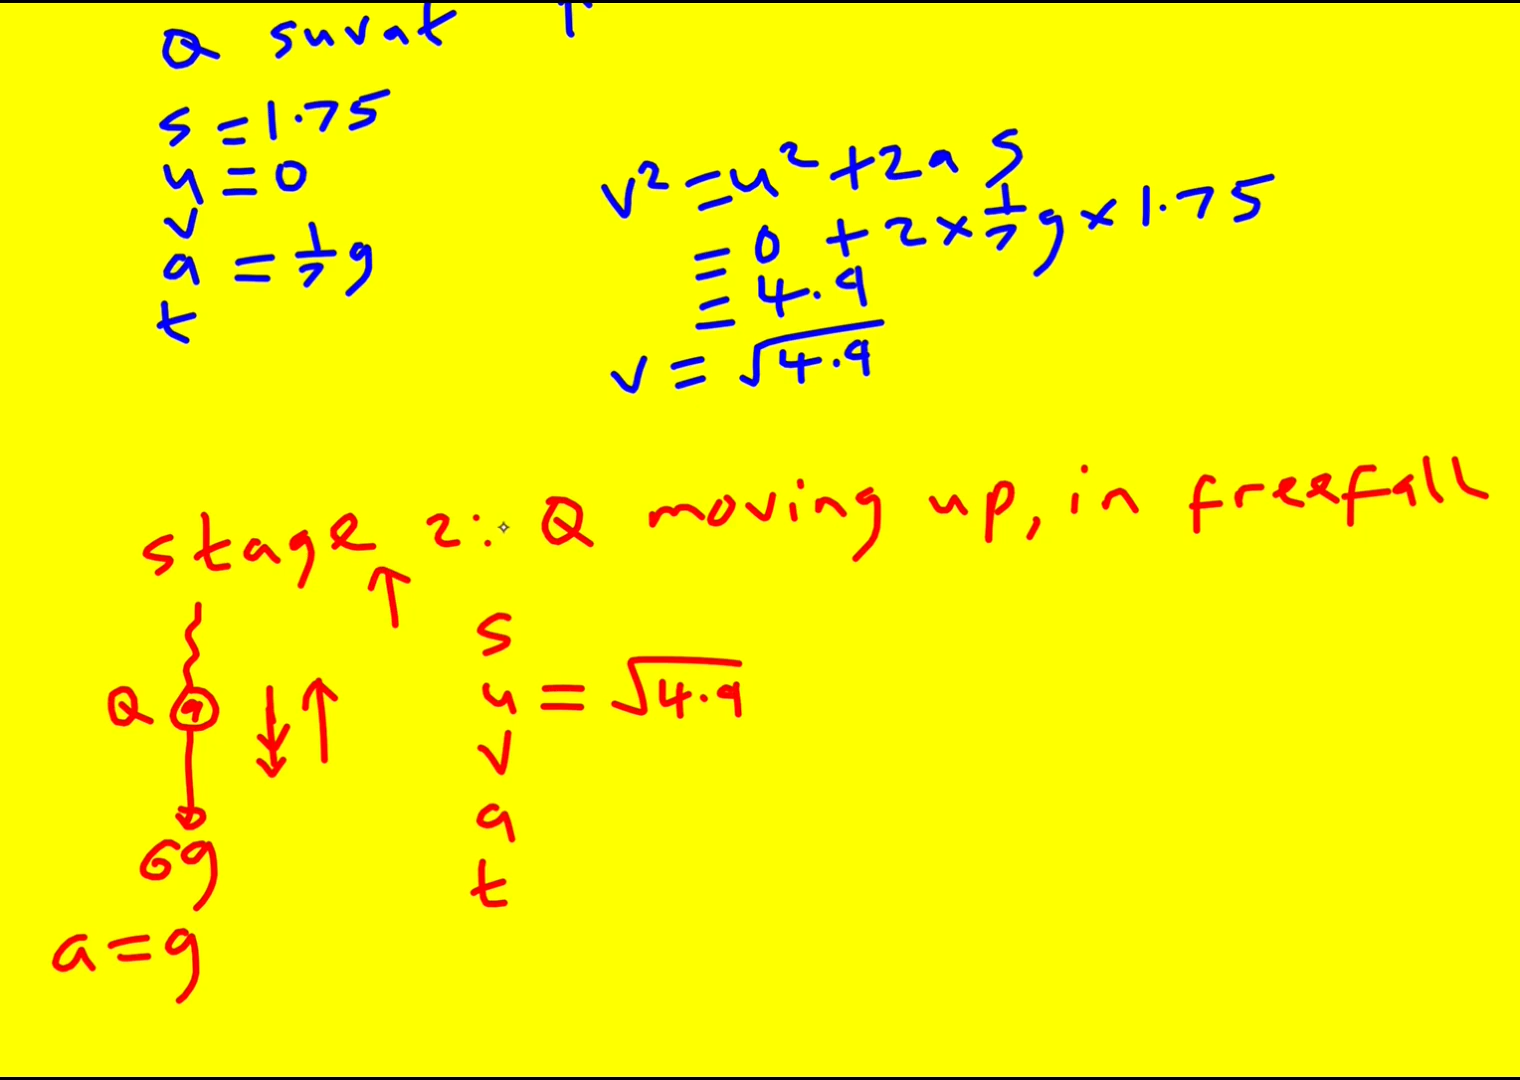 Q suvat ↑
s = 1.75
u = 0
v
a = 1/7 g
t
v² = u² + 2as
= 0 + 2 × 1/7 g × 1.75
= 4.9
v = √4.9
stage 2: Q moving up, in freefall
↑
s
u = √4.9
v
a
t
Q
6g
a = g